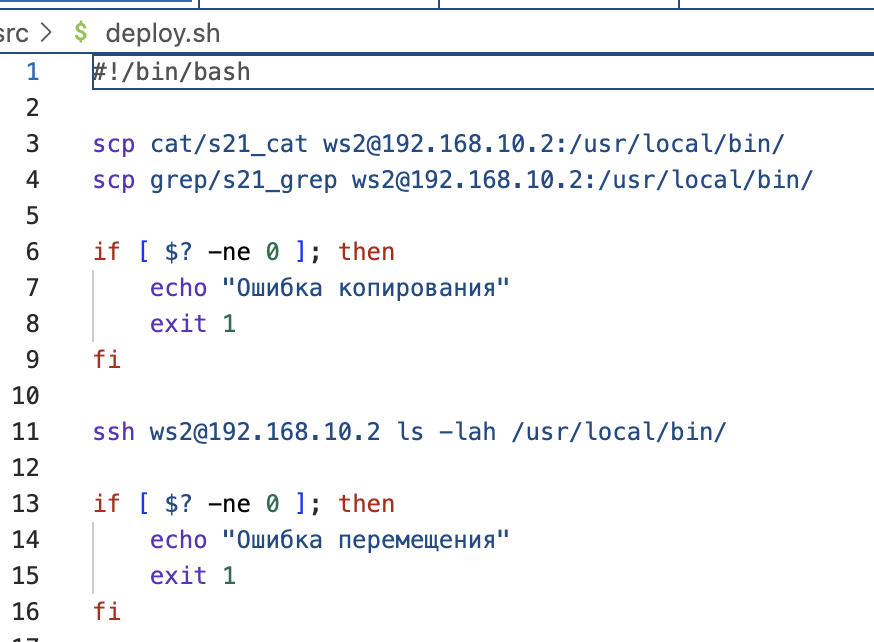 src > $ deploy.sh
1 #!/bin/bash
2
3 scp cat/s21_cat ws2@192.168.10.2:/usr/local/bin/
4 scp grep/s21_grep ws2@192.168.10.2:/usr/local/bin/
5
6 if [ $? -ne 0 ]; then
7 echo "Ошибка копирования"
8 exit 1
9 fi
10
11 ssh ws2@192.168.10.2 ls -lah /usr/local/bin/
12
13 if [ $? -ne 0 ]; then
14 echo "Ошибка перемещения"
15 exit 1
16 fi
17